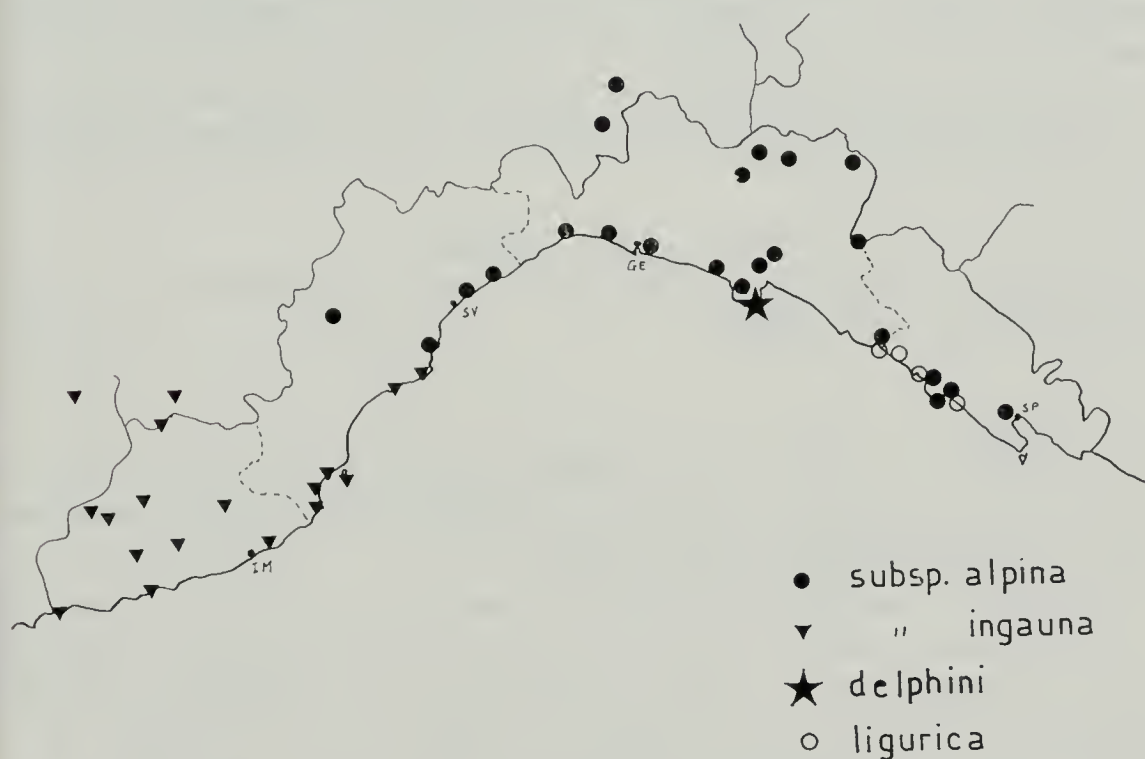 GE
SV
SP
IM
subsp. alpina
" ingauna
delphini
ligurica